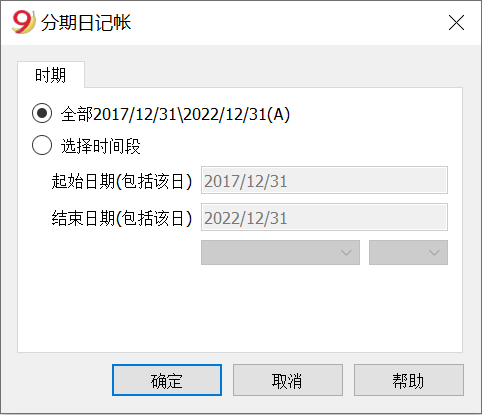 9 分期日记帐
时期
全部2017/12/31\2022/12/31(A)
选择时间段
起始日期(包括该日) 2017/12/31
结束日期(包括该日) 2022/12/31
确定 取消 帮助